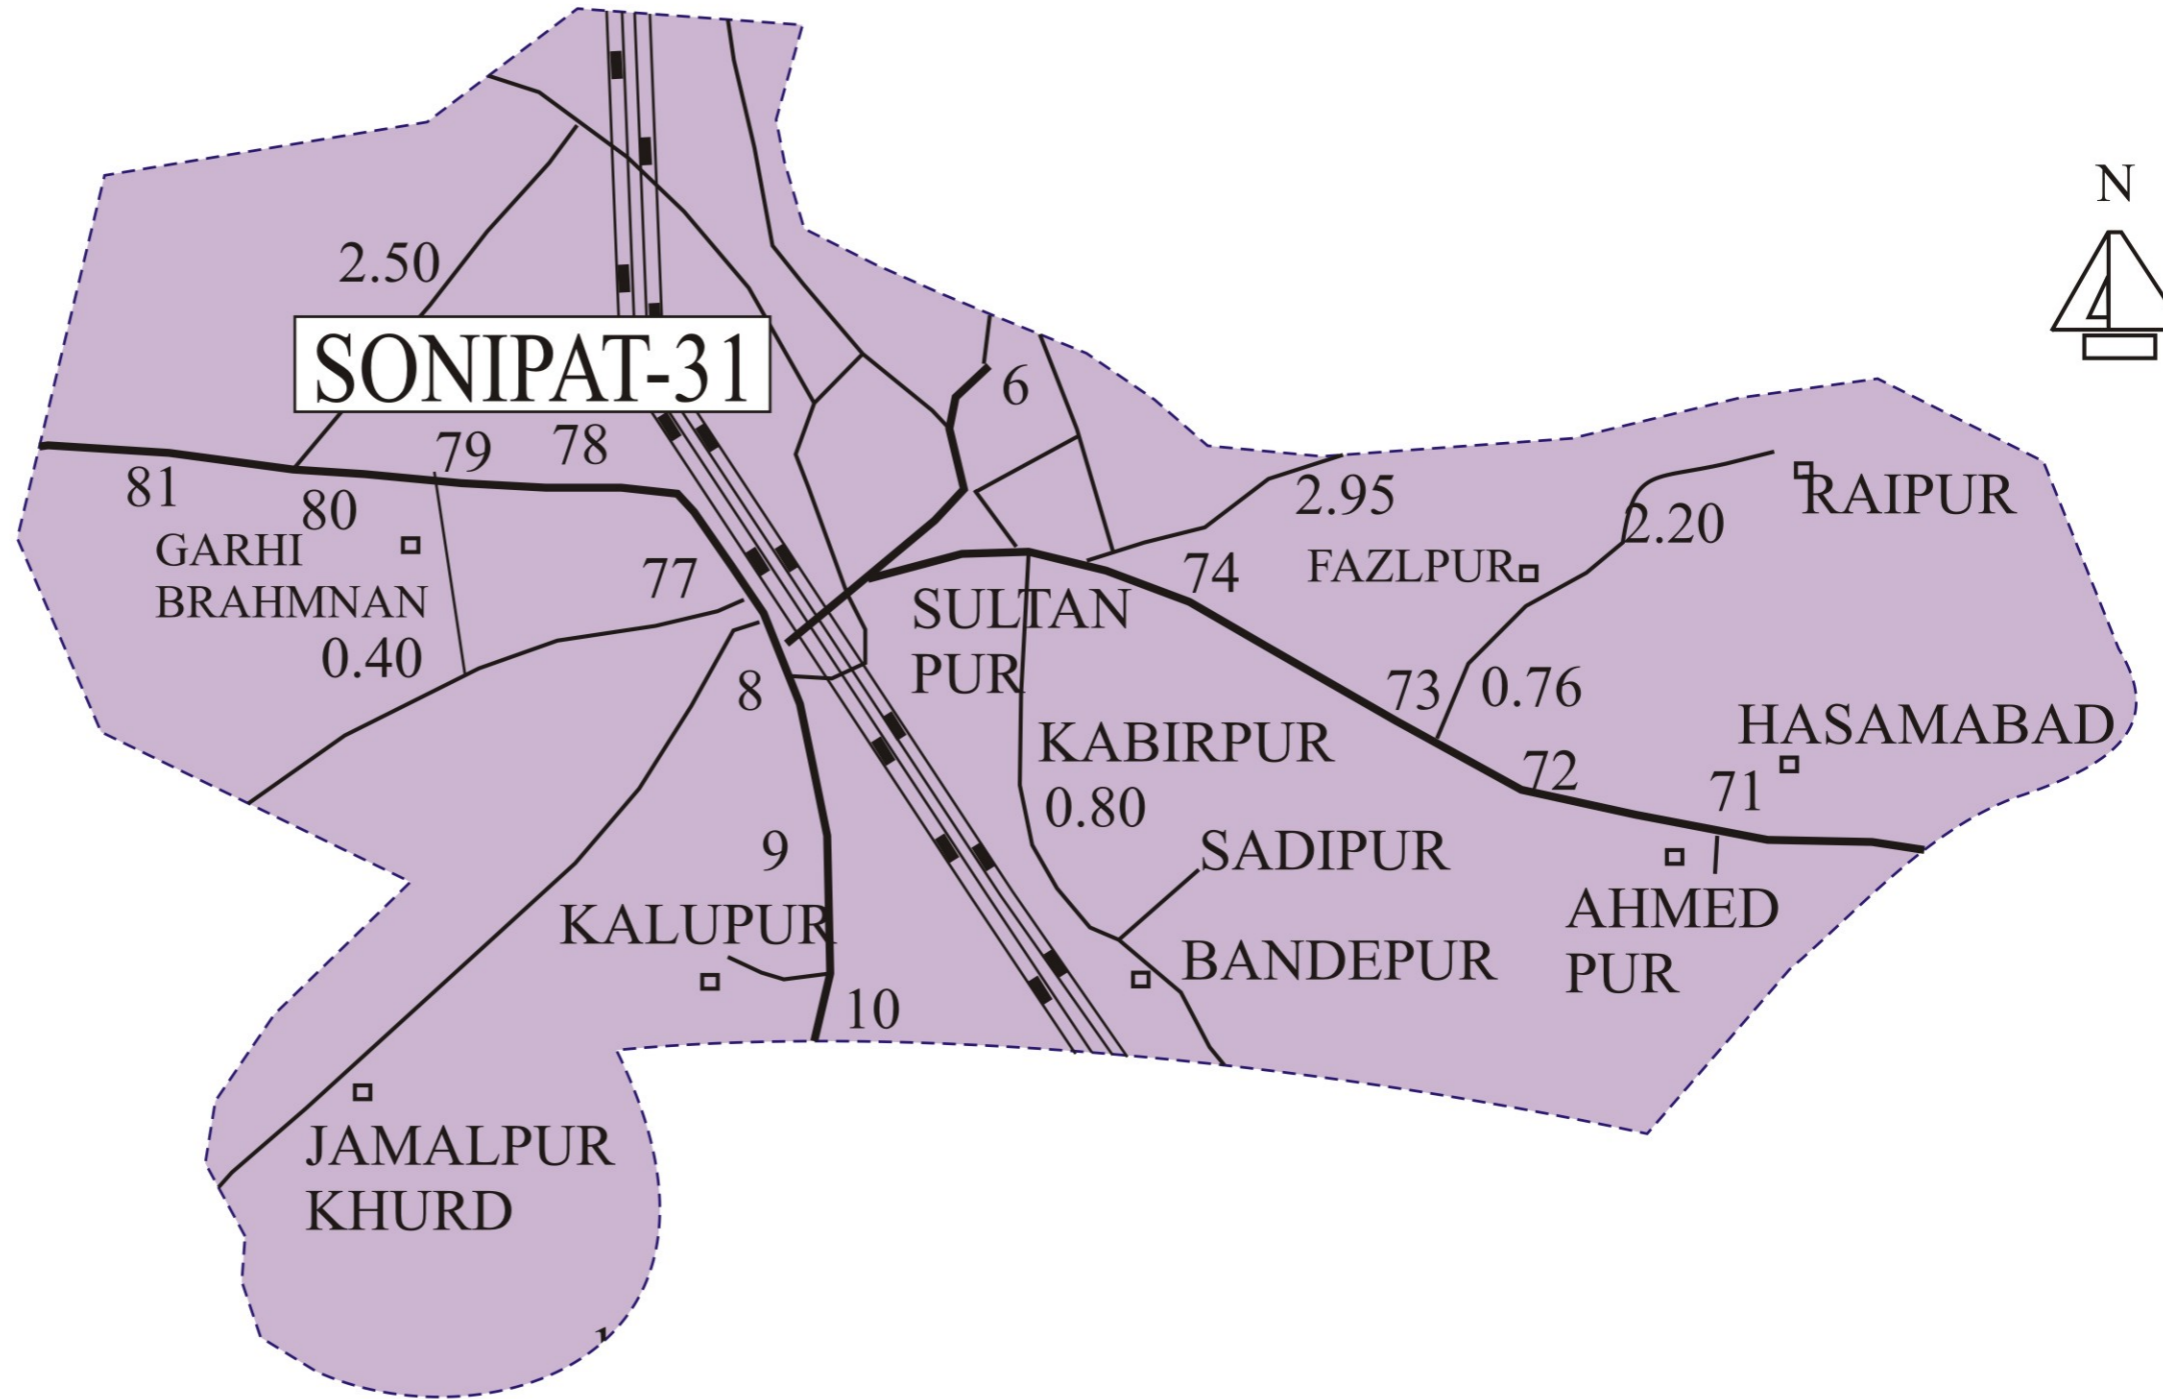 N
2.50
SONIPAT-31
6
79
78
81
80
2.95
RAIPUR
2.20
GARHI
BRAHMNAN
77
74
FAZLPUR
0.40
SULTAN
PUR
8
73
0.76
KABIRPUR
HASAMABAD
0.80
72
71
9
SADIPUR
KALUPUR
AHMED
PUR
BANDEPUR
10
JAMALPUR
KHURD